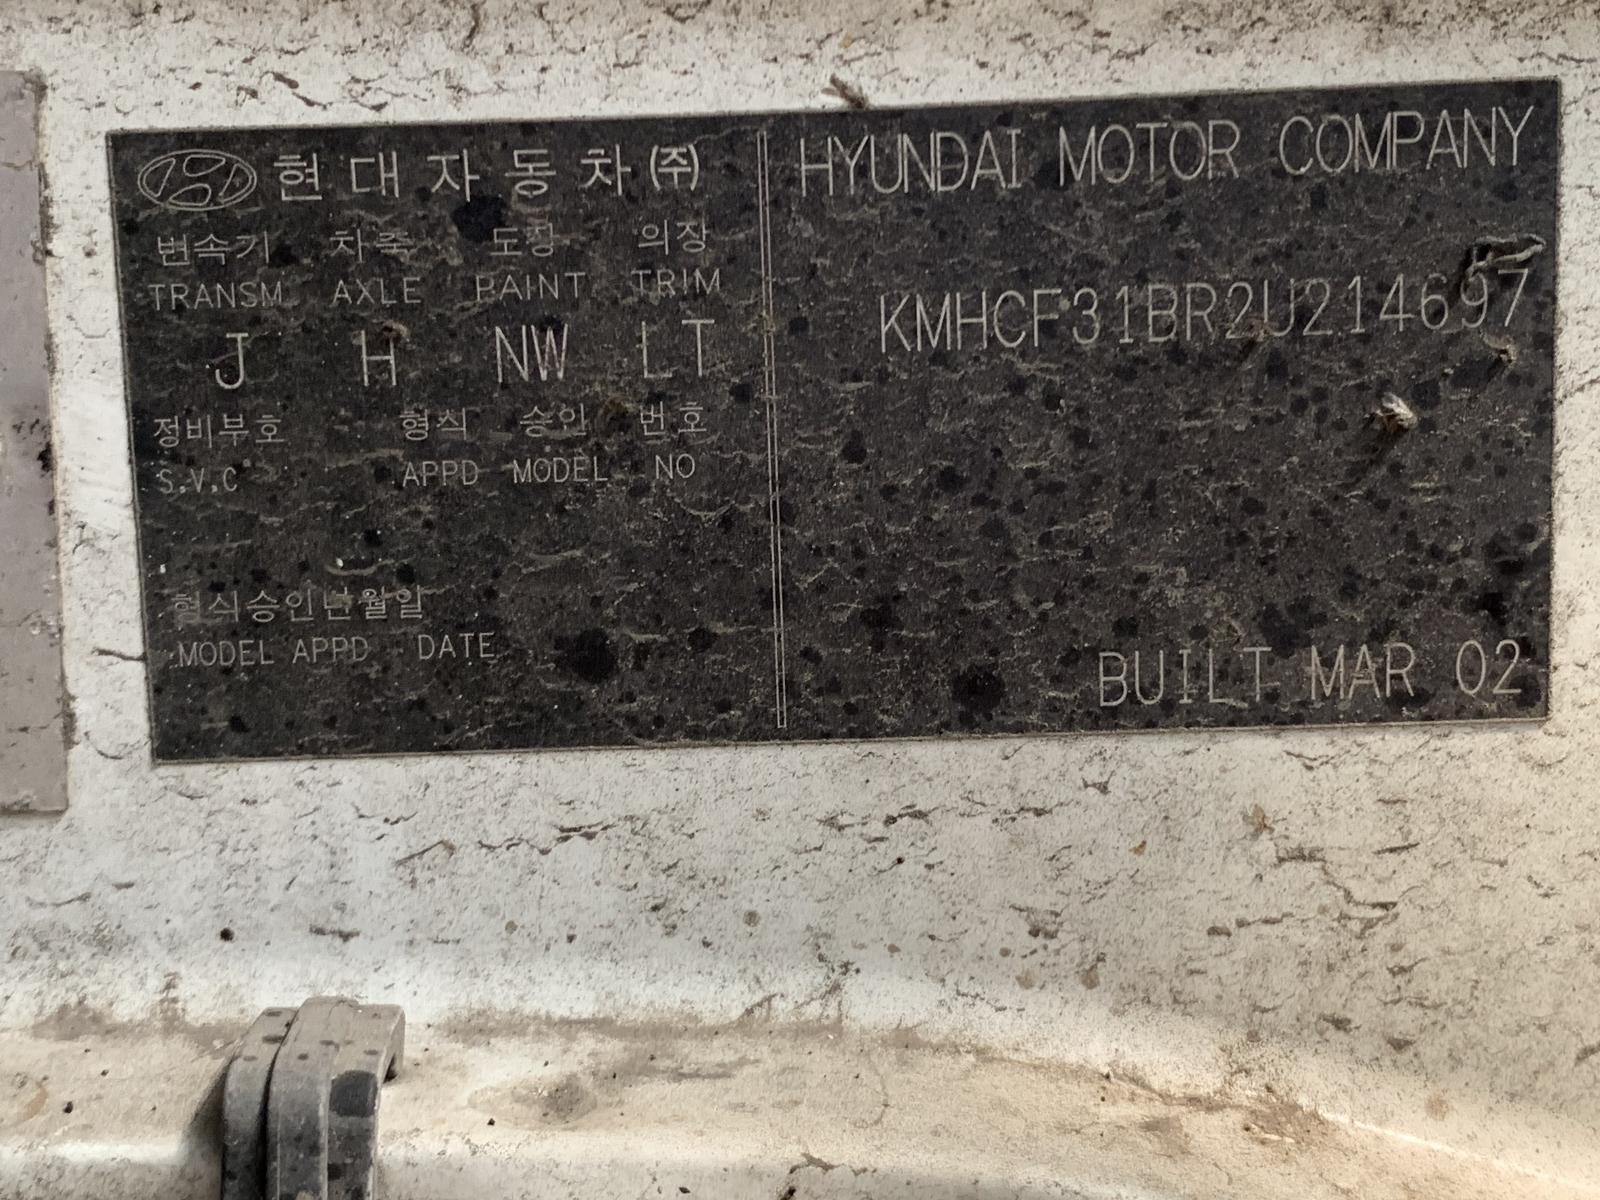 현대자동차㈜
변속기 차축 도장 의장
TRANSM AXLE PAINT TRIM
J H NW LT
정비부호 형식 승인 번호
S.V.C APPD MODEL NO
형식승인년월일
MODEL APPD DATE
HYUNDAI MOTOR COMPANY
KMHCF31BR2U214697
BUILT MAR 02